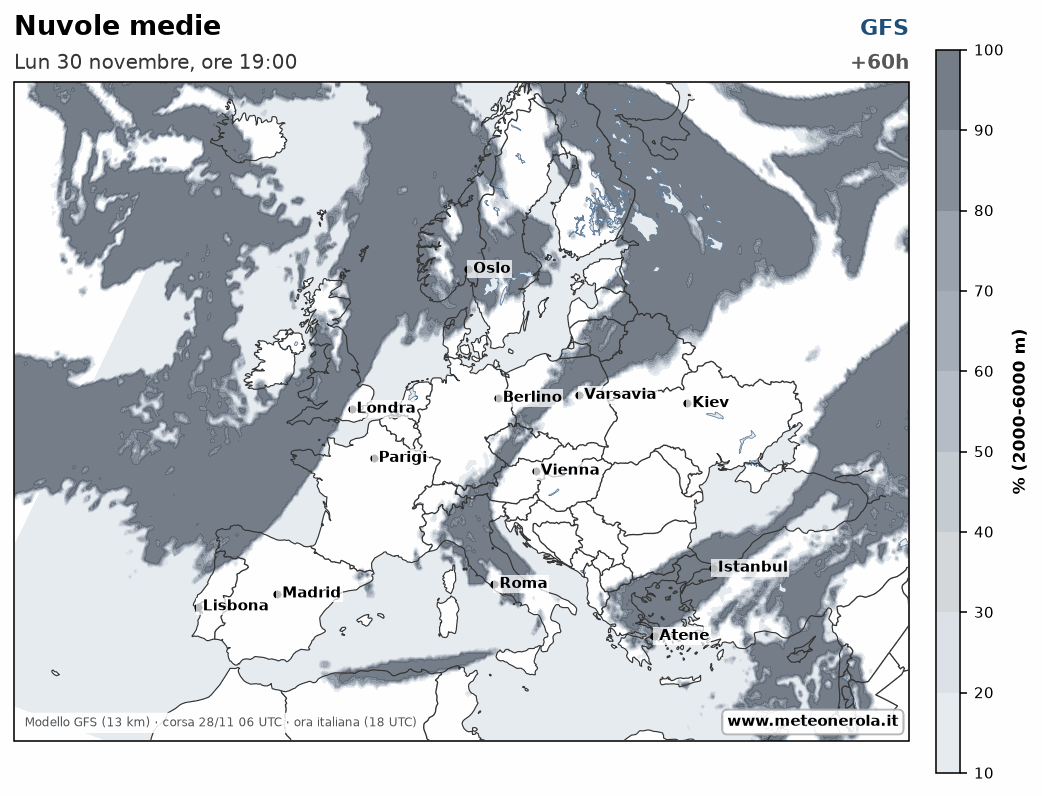 Nuvole medie
GFS
Lun 30 novembre, ore 19:00
+60h
100
90
80
70
60
50
40
30
20
10
% (2000-6000 m)
Oslo
Berlino
Varsavia
Kiev
Londra
Parigi
Vienna
Istanbul
Roma
Madrid
Lisbona
Atene
Modello GFS (13 km) · corsa 28/11 06 UTC · ora italiana (18 UTC)
www.meteonerola.it